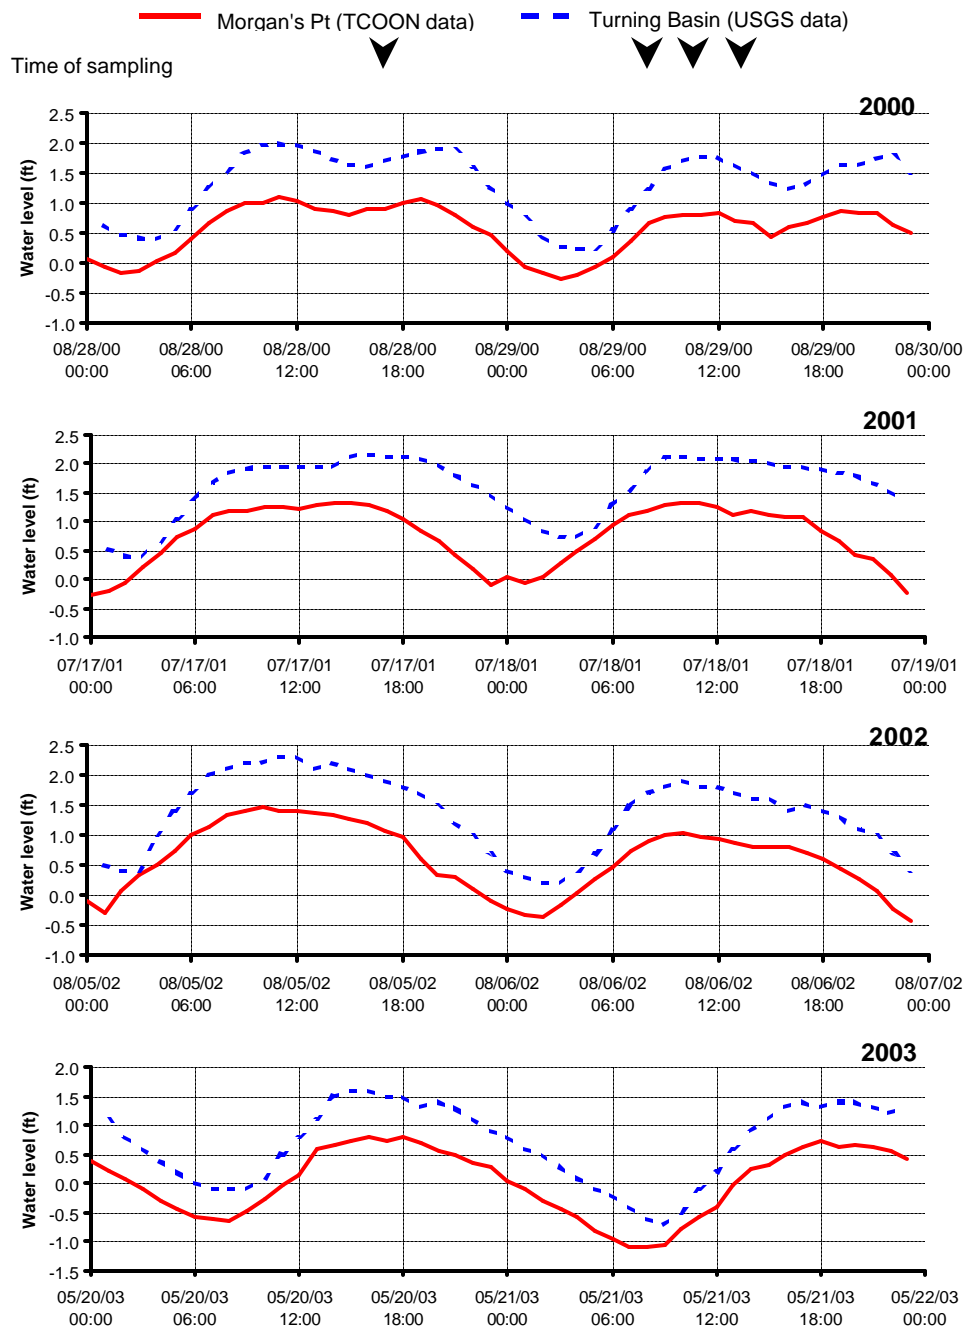 Morgan's Pt (TCOON data) Turning Basin (USGS data)
Time of sampling
2000
Water level (ft)
2.5
2.0
1.5
1.0
0.5
0.0
-0.5
-1.0
08/28/00 08/28/00 08/28/00 08/28/00 08/29/00 08/29/00 08/29/00 08/29/00 08/30/00
00:00 06:00 12:00 18:00 00:00 06:00 12:00 18:00 00:00
2001
Water level (ft)
2.5
2.0
1.5
1.0
0.5
0.0
-0.5
-1.0
07/17/01 07/17/01 07/17/01 07/17/01 07/18/01 07/18/01 07/18/01 07/18/01 07/19/01
00:00 06:00 12:00 18:00 00:00 06:00 12:00 18:00 00:00
2002
Water level (ft)
2.5
2.0
1.5
1.0
0.5
0.0
-0.5
-1.0
08/05/02 08/05/02 08/05/02 08/05/02 08/06/02 08/06/02 08/06/02 08/06/02 08/07/02
00:00 06:00 12:00 18:00 00:00 06:00 12:00 18:00 00:00
2003
Water level (ft)
2.0
1.5
1.0
0.5
0.0
-0.5
-1.0
-1.5
05/20/03 05/20/03 05/20/03 05/20/03 05/21/03 05/21/03 05/21/03 05/21/03 05/22/03
00:00 06:00 12:00 18:00 00:00 06:00 12:00 18:00 00:00